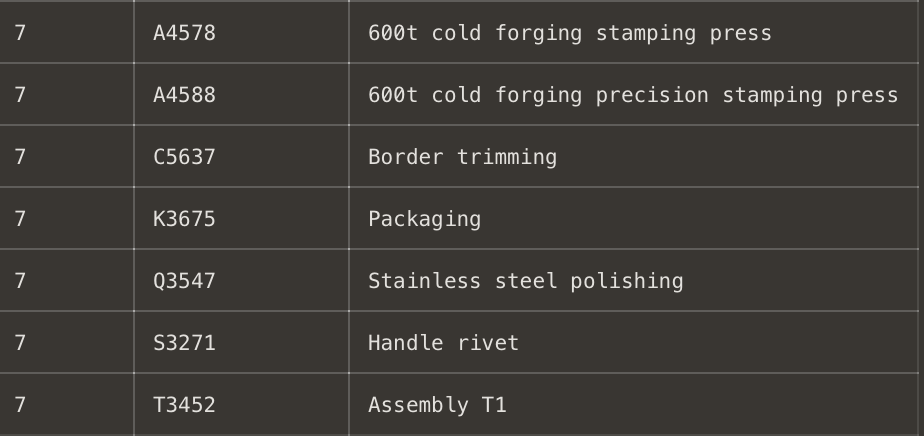 7 A4578 600t cold forging stamping press
7 A4588 600t cold forging precision stamping press
7 C5637 Border trimming
7 K3675 Packaging
7 Q3547 Stainless steel polishing
7 S3271 Handle rivet
7 T3452 Assembly T1